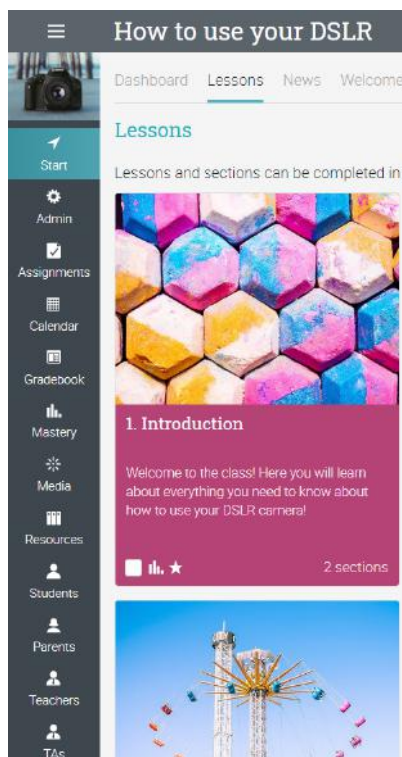 How to use your DSLR
Dashboard Lessons News Welcome
Lessons
Lessons and sections can be completed in
Start
Admin
Assignments
Calendar
Gradebook
Mastery
Media
Resources
Students
Parents
Teachers
TAs
1. Introduction
Welcome to the class! Here you will learn
about everything you need to know about
how to use your DSLR camera!
2 sections